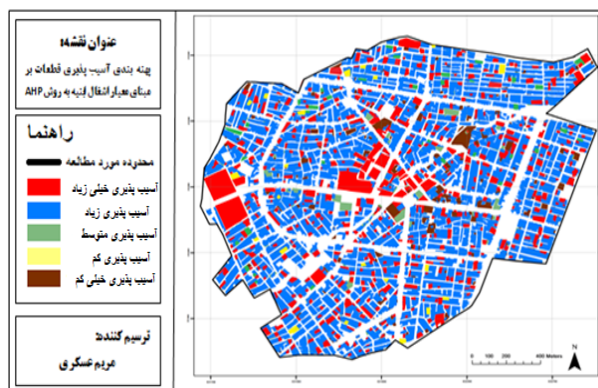 عنوان نقشه:
پهنه بندی آسیب پذیری قطعات بر
مبنای معیار اشغال ابنیه به روش AHP
راهنما
محدوده مورد مطالعه
آسیب پذیری خیلی زیاد
آسیب پذیری زیاد
آسیب پذیری متوسط
آسیب پذیری کم
آسیب پذیری خیلی کم
ترسیم کننده:
مریم عسکری
N
0 100 200 400 Meters